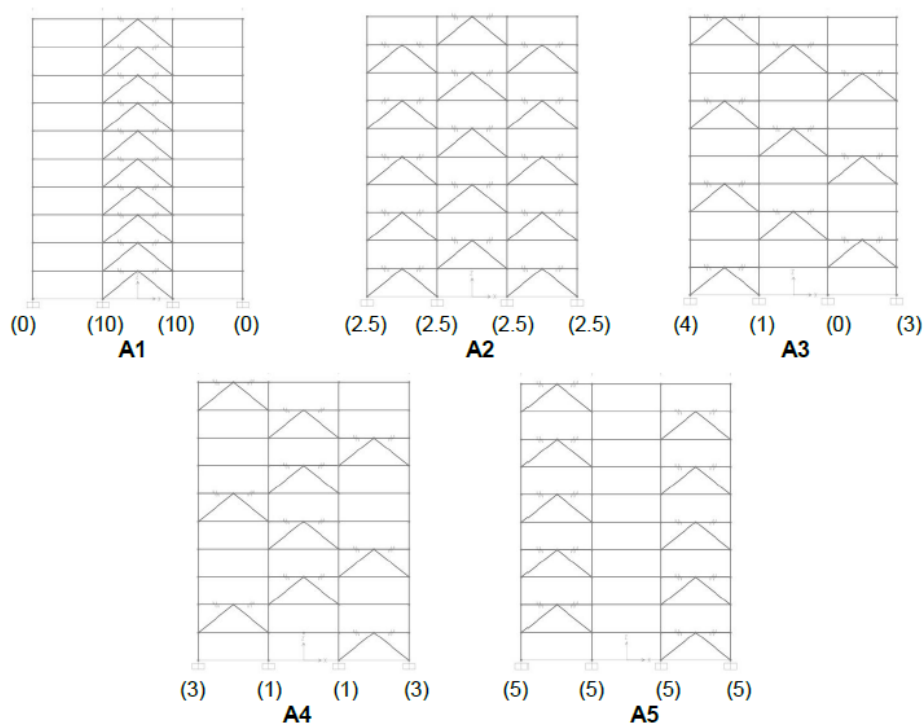 (0) (10) (10) (0)
A1
(2.5) (2.5) (2.5) (2.5)
A2
(4) (1) (0) (3)
A3
(3) (1) (1) (3)
A4
(5) (5) (5) (5)
A5